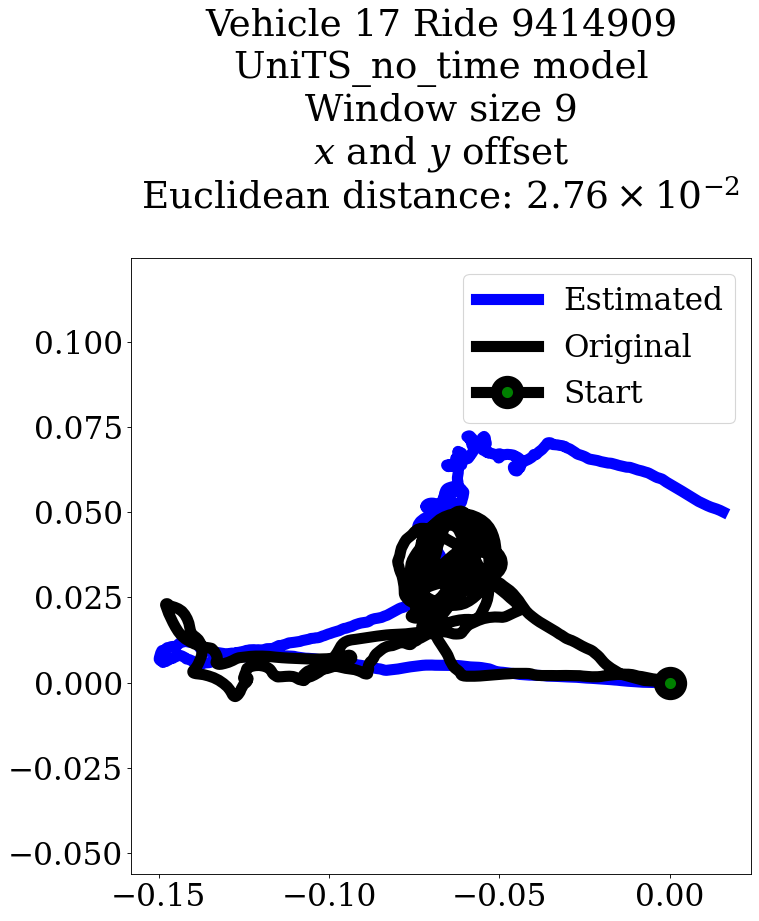 Vehicle 17 Ride 9414909
UniTS_no_time model
Window size 9
x and y offset
Euclidean distance: 2.76 × 10⁻²
Estimated
Original
Start
0.100
0.075
0.050
0.025
0.000
−0.025
−0.050
−0.15 −0.10 −0.05 0.00